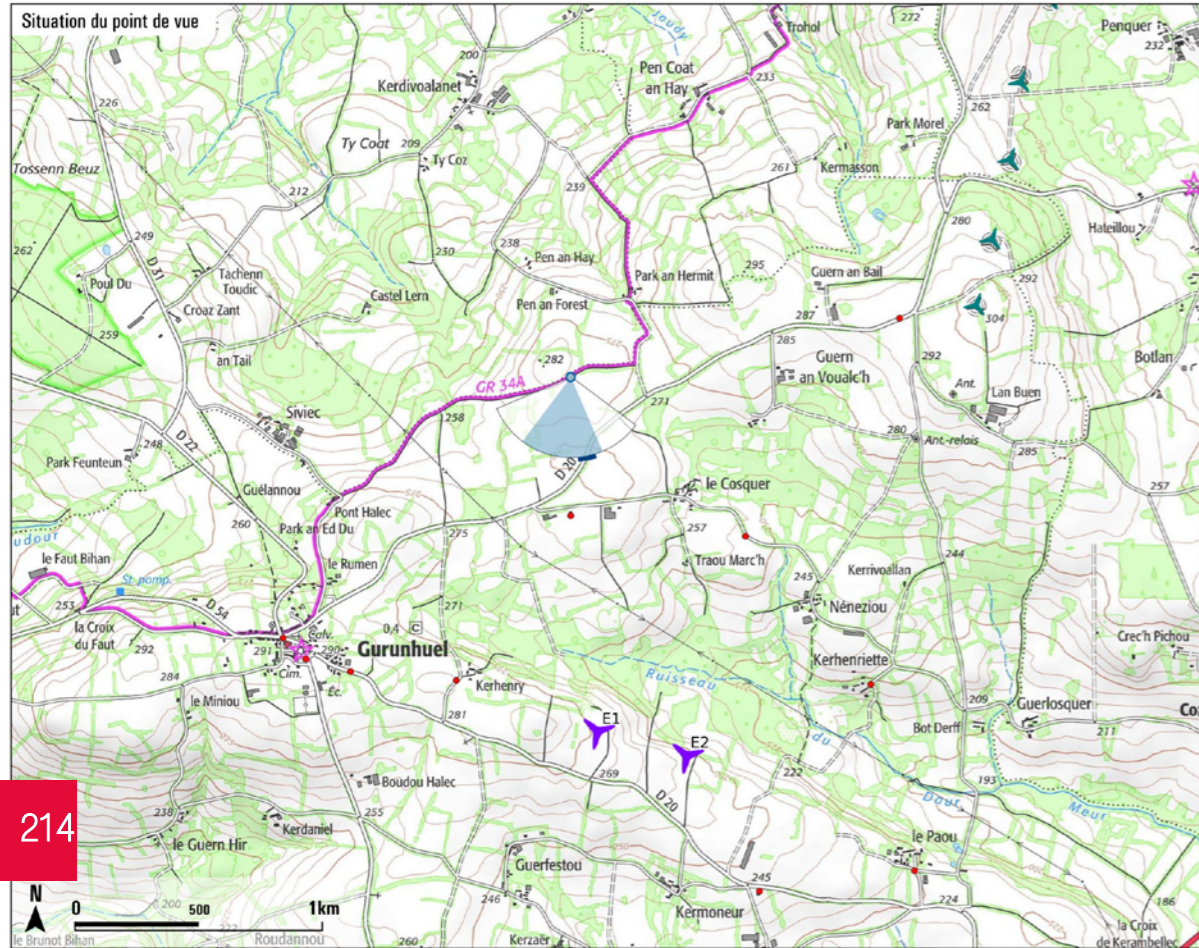 Situation du point de vue
Jaudy
Trohol
272
Penquer
232
200
Pen Coat
an Hay
233
Kerdivoalanet
226
262
Park Morel
Ty Coat
209
Ty Coz
Kermasson
261
Tossenn Beuz
212
239
280
Hateillou
249
262
D 31
230
238
Pen an Hay
295
Guern an Bail
292
Poul Du
Tachenn
Toudic
Park an Hermit
Castel Lern
Pen an Forest
304
Croaz Zant
287
259
an Tail
285
292
Botlan
282
Guern
an Voualc'h
GR 34A
Ant.
Lan Buen
271
Siviec
258
280
Ant.-relais
285
D 22
248
Park Feunteun
D 20
le Cosquer
257
Guélannou
260
Pont Halec
257
Park an Ed Du
275
Traou Marc'h
244
le Faut Bihan
le Rumen
Kerrivoallan
St. pomp.
245
253
D 54
271
Néneziou
la Croix
du Faut
Calv.
0,4 C
292
291
290
Gurunhuel
Crec'h Pichou
Cim.
Éc.
Ruisseau
Kerhenriette
284
Kerhenry
le Miniou
209
Guerlosquer
281
Bot Derff
211
E1
du
E2
222
269
193
Dour
Meur
Boudou Halec
D 20
214
238
Kerdaniel
255
le Guern Hir
le Paou
Guerfestou
250
245
N
0 500 1km
246
Kermoneur
224
186
200
la Croix
de Kerambellec
le Brunot Bihan
Roudannou
260
Kerzaër